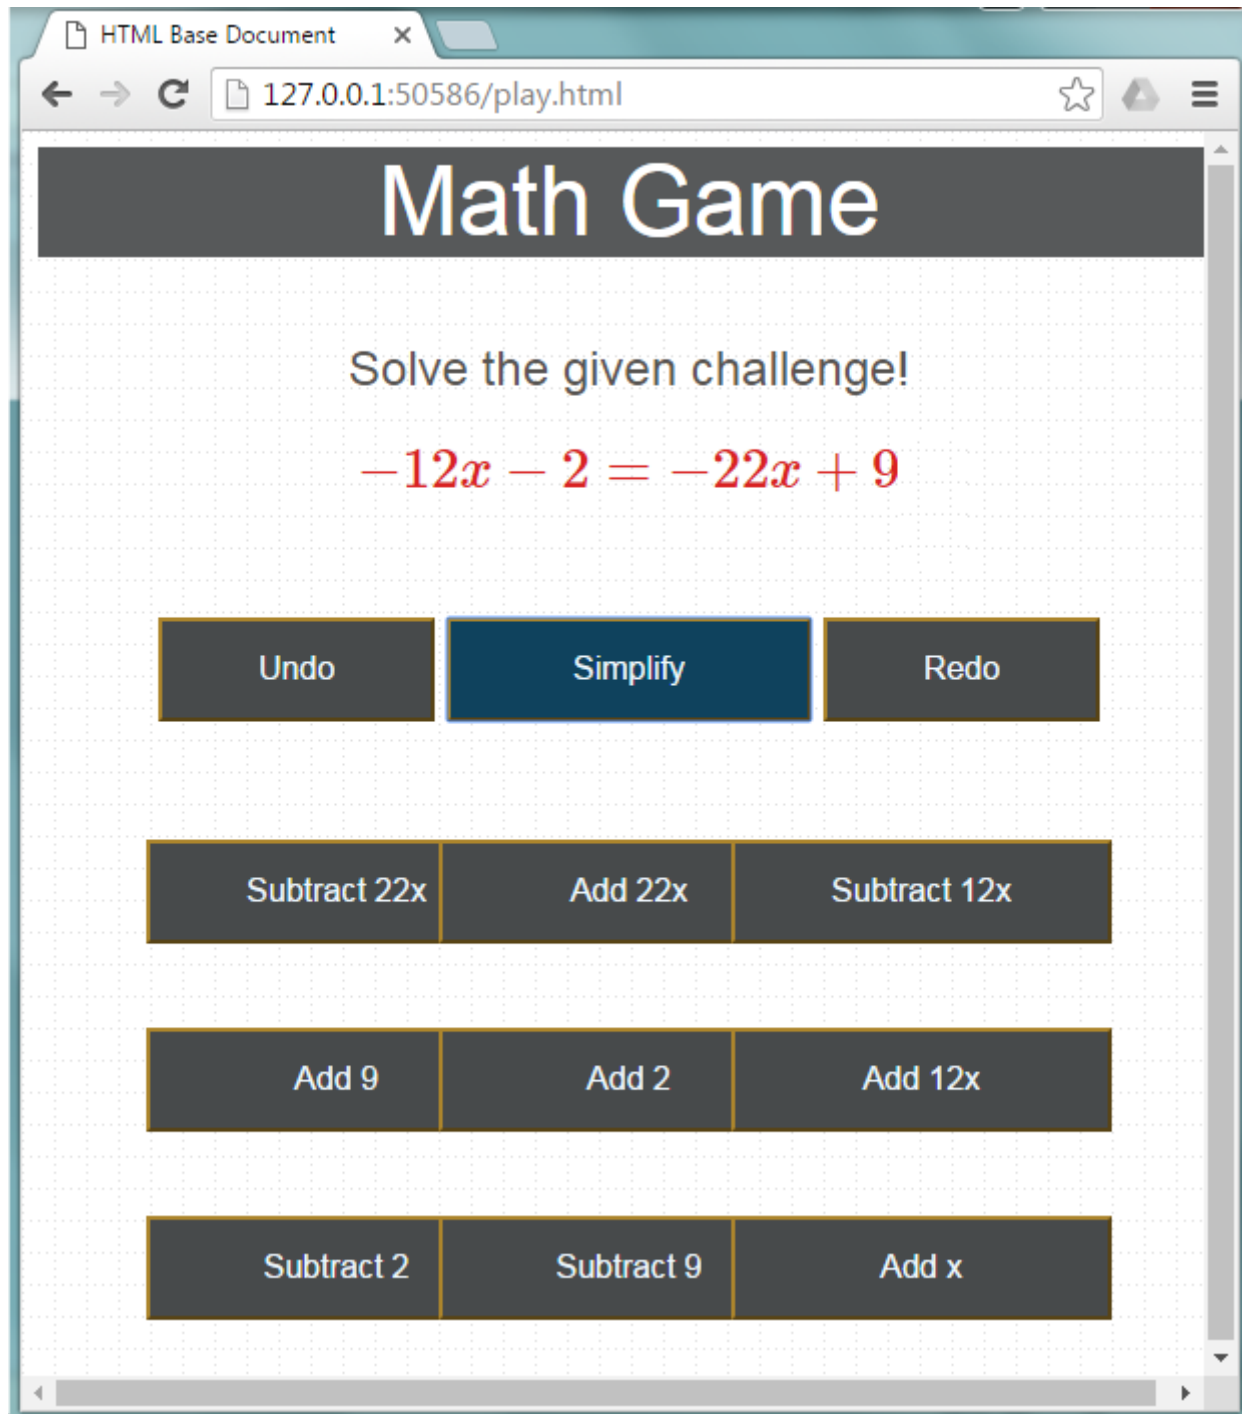 HTML Base Document
127.0.0.1:50586/play.html
Math Game
Solve the given challenge!
−12x − 2 = −22x + 9
Undo Simplify Redo
Subtract 22x Add 22x Subtract 12x
Add 9 Add 2 Add 12x
Subtract 2 Subtract 9 Add x